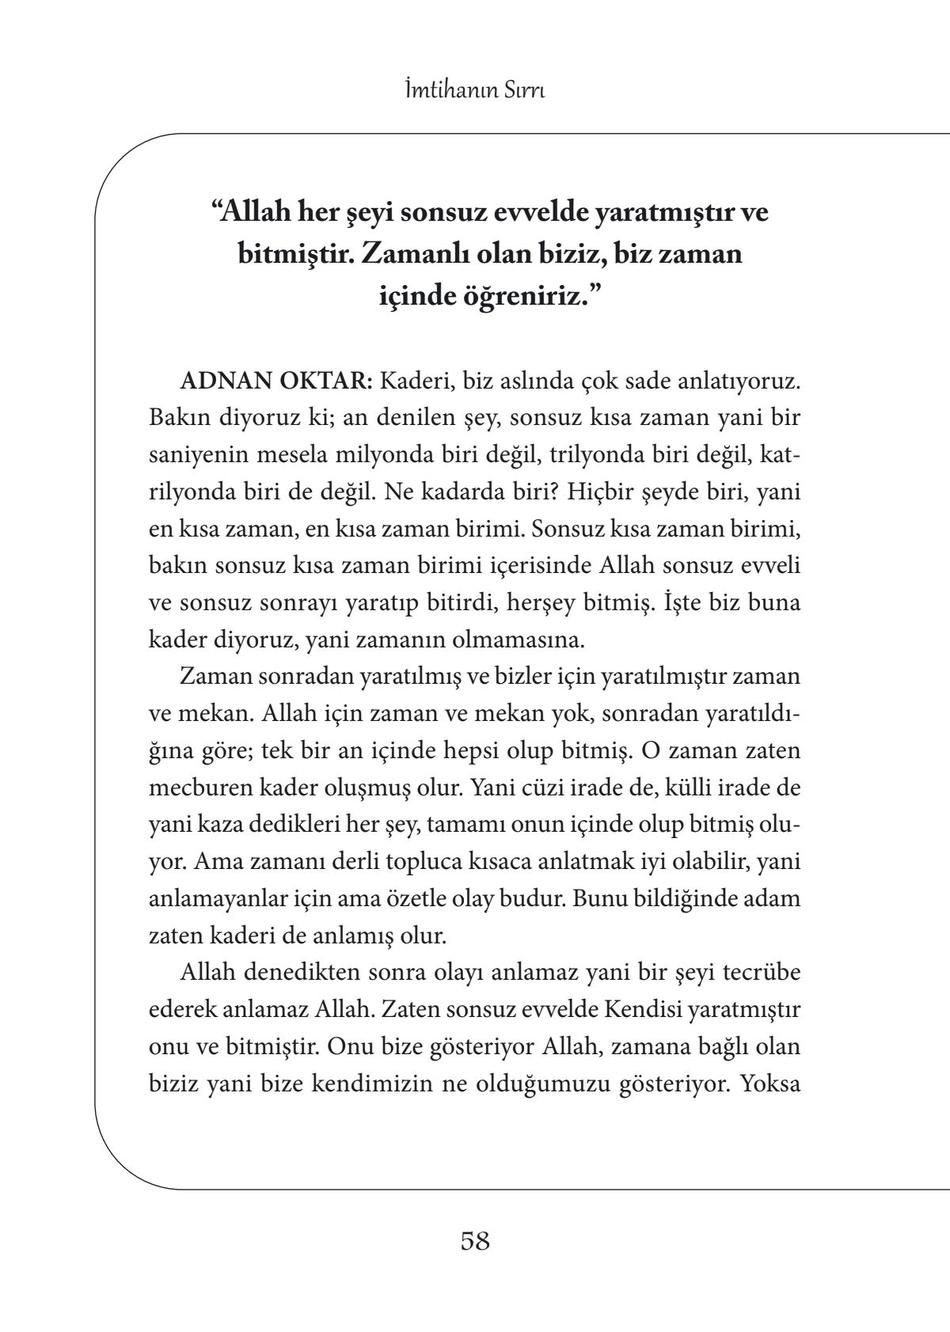 İmtihanın Sırrı
“Allah her şeyi sonsuz evvelde yaratmıştır ve
bitmiştir. Zamanlı olan biziz, biz zaman
içinde öğreniriz.”
ADNAN OKTAR: Kaderi, biz aslında çok sade anlatıyoruz.
Bakın diyoruz ki; an denilen şey, sonsuz kısa zaman yani bir
saniyenin mesela milyonda biri değil, trilyonda biri değil, kat-
rilyonda biri de değil. Ne kadarda biri? Hiçbir şeyde biri, yani
en kısa zaman, en kısa zaman birimi. Sonsuz kısa zaman birimi,
bakın sonsuz kısa zaman birimi içerisinde Allah sonsuz evveli
ve sonsuz sonrayı yaratıp bitirdi, herşey bitmiş. İşte biz buna
kader diyoruz, yani zamanın olmamasına.
Zaman sonradan yaratılmış ve bizler için yaratılmıştır zaman
ve mekan. Allah için zaman ve mekan yok, sonradan yaratıldı-
ğına göre; tek bir an içinde hepsi olup bitmiş. O zaman zaten
mecburen kader oluşmuş olur. Yani cüzi irade de, külli irade de
yani kaza dedikleri her şey, tamamı onun içinde olup bitmiş olu-
yor. Ama zamanı derli topluca kısaca anlatmak iyi olabilir, yani
anlamayanlar için ama özetle olay budur. Bunu bildiğinde adam
zaten kaderi de anlamış olur.
Allah denedikten sonra olayı anlamaz yani bir şeyi tecrübe
ederek anlamaz Allah. Zaten sonsuz evvelde Kendisi yaratmıştır
onu ve bitmiştir. Onu bize gösteriyor Allah, zamana bağlı olan
biziz yani bize kendimizin ne olduğumuzu gösteriyor. Yoksa
58